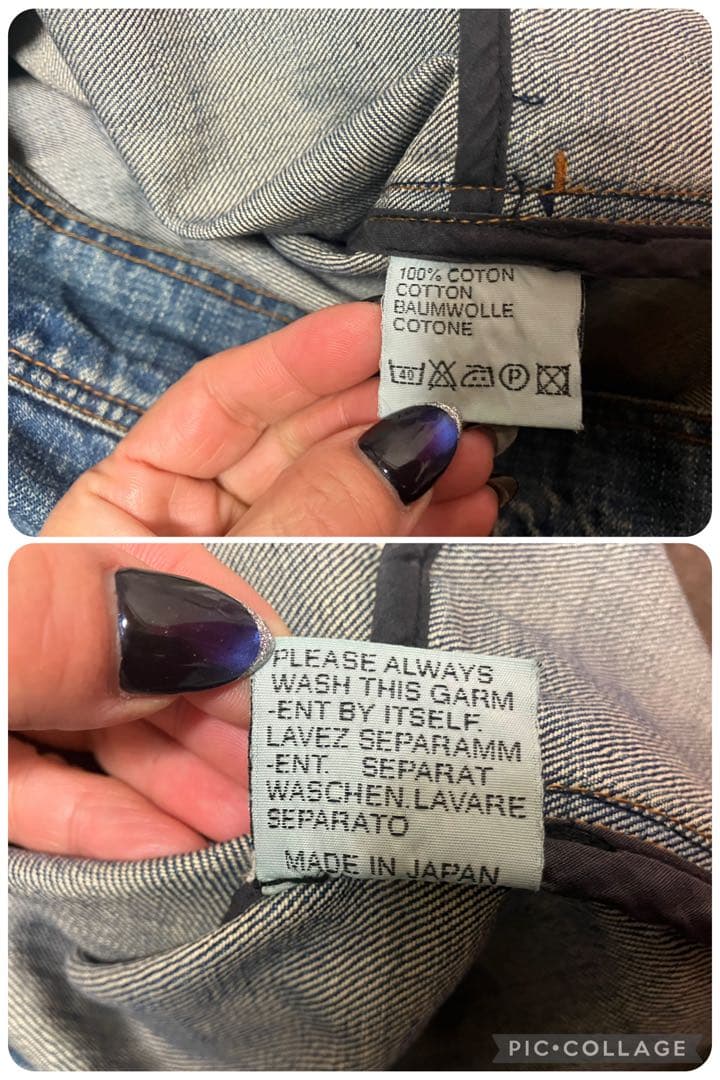 100% COTON
COTTON
BAUMWOLLE
COTONE
40 P
PLEASE ALWAYS
WASH THIS GARM
-ENT BY ITSELF.
LAVEZ SEPARAMM
-ENT. SEPARAT
WASCHEN.LAVARE
SEPARATO
MADE IN JAPAN
PIC•COLLAGE